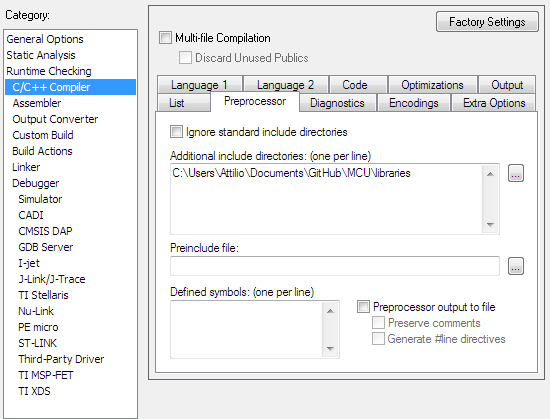 Category:
General Options
Static Analysis
Runtime Checking
C/C++ Compiler
Assembler
Output Converter
Custom Build
Build Actions
Linker
Debugger
Simulator
CADI
CMSIS DAP
GDB Server
I-jet
J-Link/J-Trace
TI Stellaris
Nu-Link
PE micro
ST-LINK
Third-Party Driver
TI MSP-FET
TI XDS
Factory Settings
Multi-file Compilation
Discard Unused Publics
Language 1 Language 2 Code Optimizations Output
List Preprocessor Diagnostics Encodings Extra Options
Ignore standard include directories
Additional include directories: (one per line)
C:\Users\Attilio\Documents\GitHub\MCU\libraries
...
Preinclude file:
...
Defined symbols: (one per line)
Preprocessor output to file
Preserve comments
Generate #line directives